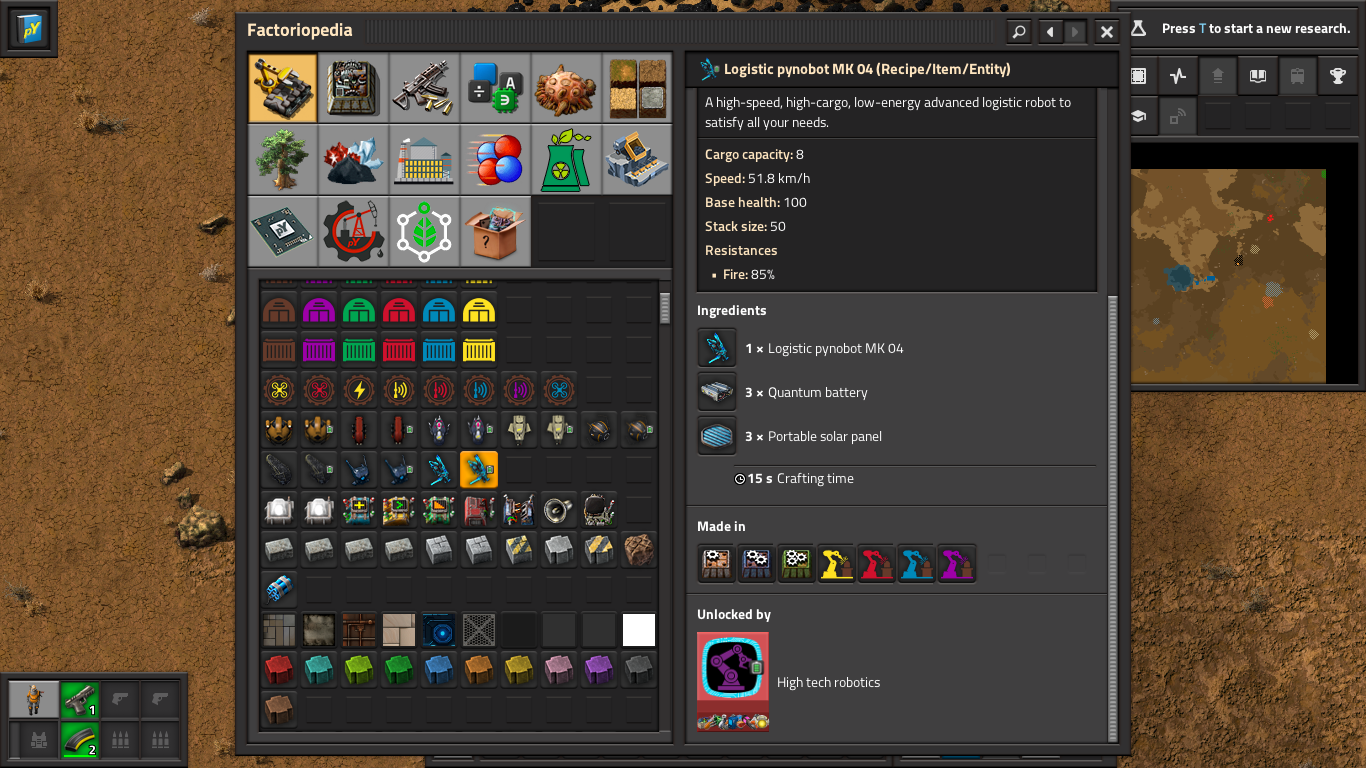 pY
Factoriopedia
Press T to start a new research.
A
?
pY
pY
Logistic pynobot MK 04 (Recipe/Item/Entity)
A high-speed, high-cargo, low-energy advanced logistic robot to
satisfy all your needs.
Cargo capacity: 8
Speed: 51.8 km/h
Base health: 100
Stack size: 50
Resistances
• Fire: 85%
Ingredients
1 × Logistic pynobot MK 04
3 × Quantum battery
3 × Portable solar panel
15 s Crafting time
Made in
Unlocked by
High tech robotics
1
2